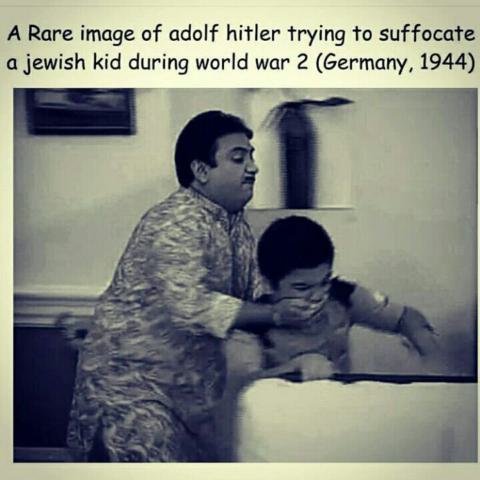 A Rare image of adolf hitler trying to suffocate
a jewish kid during world war 2 (Germany, 1944)